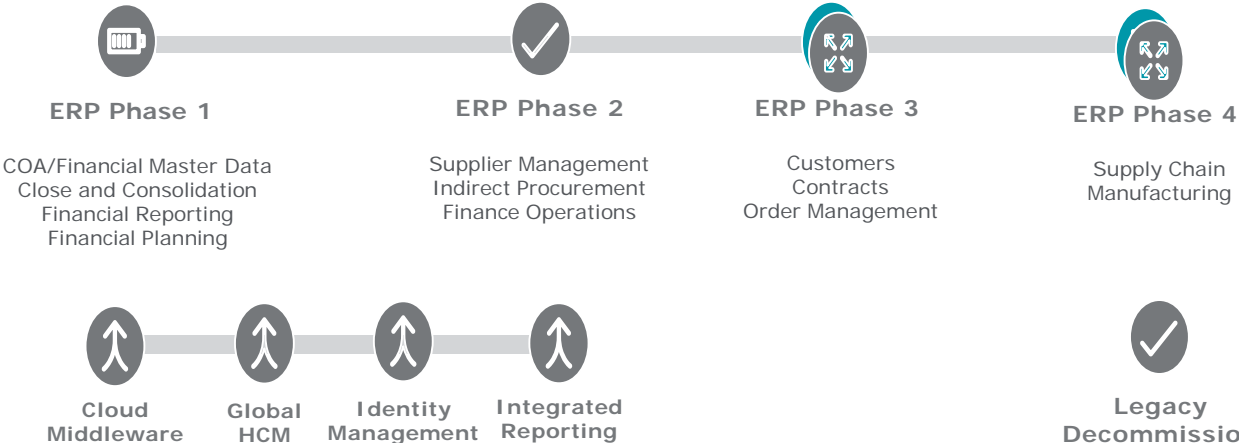 ERP Phase 1
COA/Financial Master Data
Close and Consolidation
Financial Reporting
Financial Planning
ERP Phase 2
Supplier Management
Indirect Procurement
Finance Operations
ERP Phase 3
Customers
Contracts
Order Management
ERP Phase 4
Supply Chain
Manufacturing
Cloud
Middleware
Global
HCM
Identity
Management
Integrated
Reporting
Legacy
Decommissio